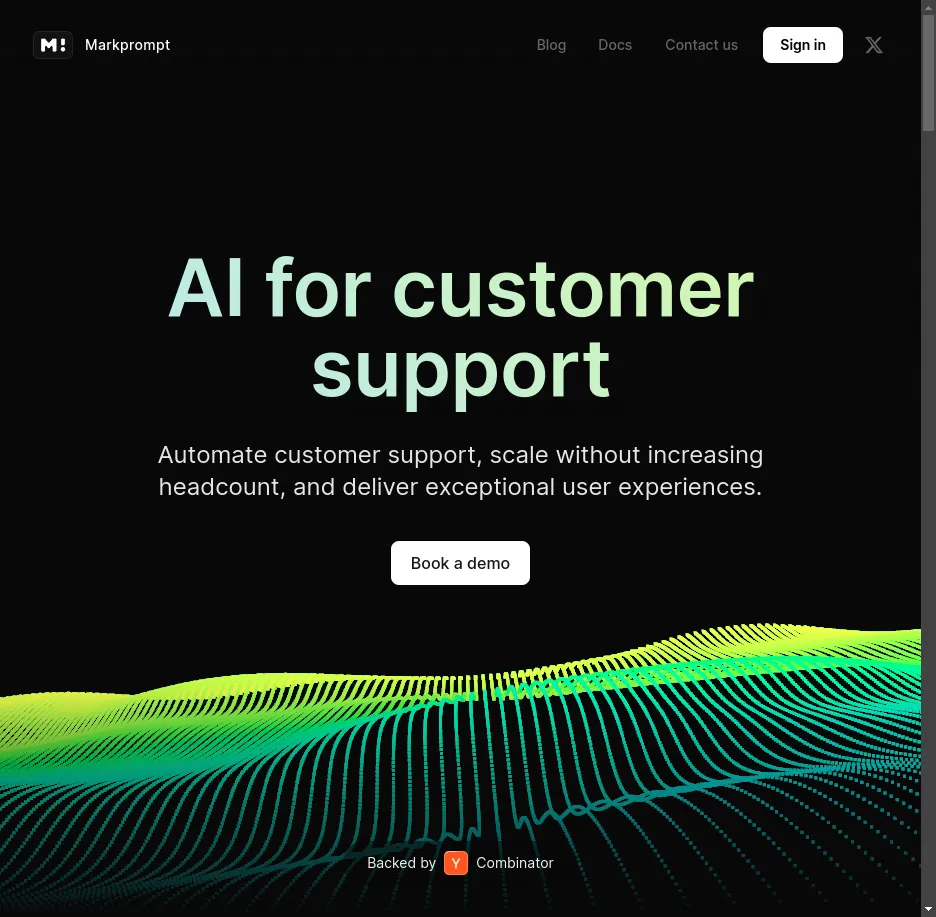 M! Markprompt
Blog
Docs
Contact us
Sign in
AI for customer
support
Automate customer support, scale without increasing
headcount, and deliver exceptional user experiences.
Book a demo
Backed by Y Combinator